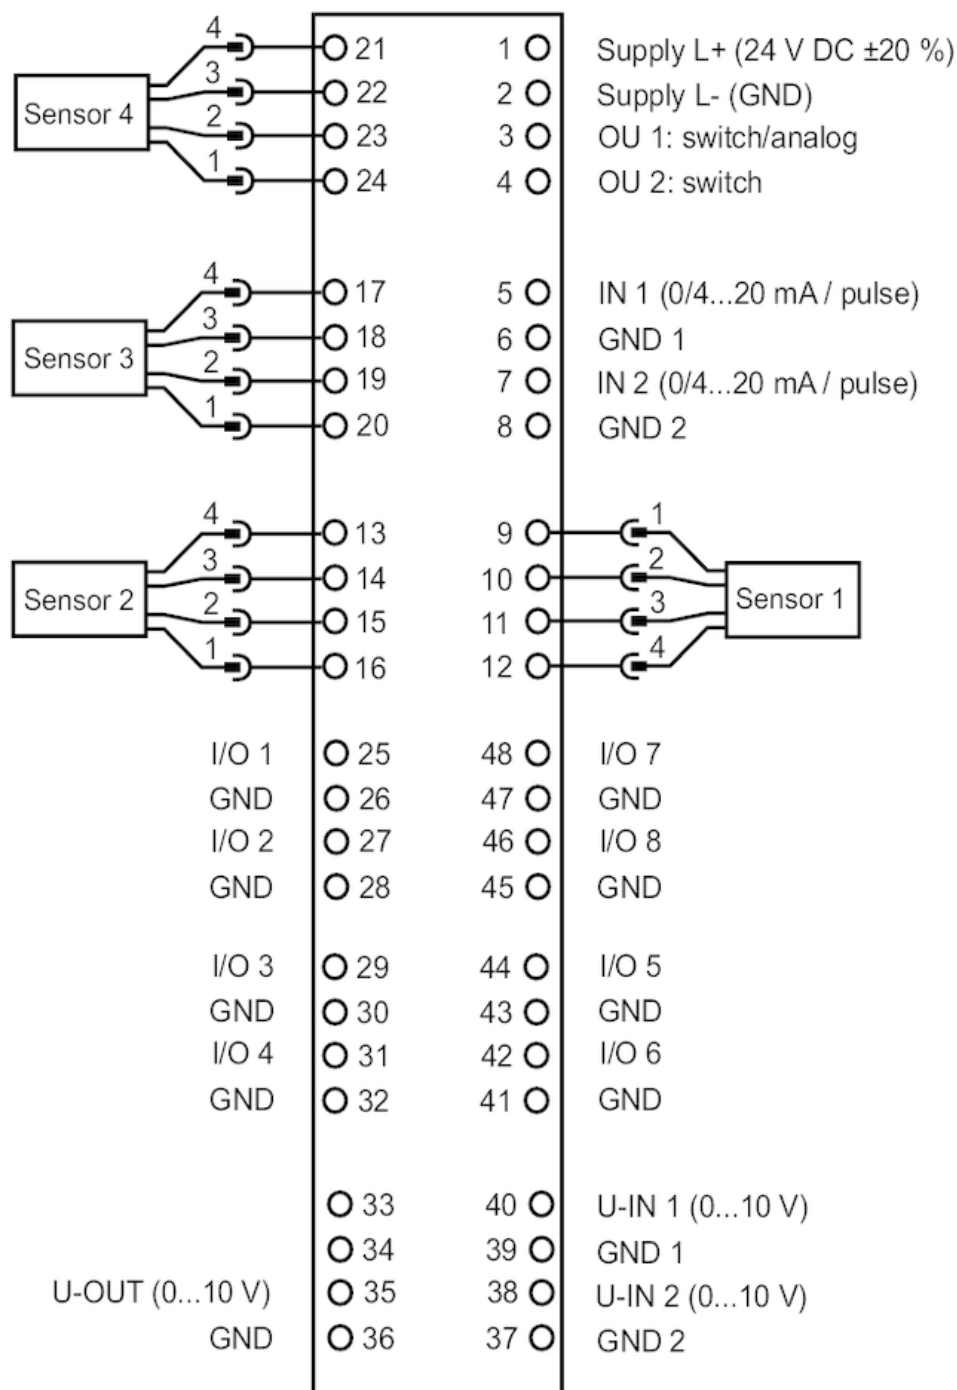 4 21 1 Supply L+ (24 V DC ±20 %)
3 22 2 Supply L- (GND)
Sensor 4
2 23 3 OU 1: switch/analog
1 24 4 OU 2: switch
4 17 5 IN 1 (0/4...20 mA / pulse)
3 18 6 GND 1
Sensor 3
2 19 7 IN 2 (0/4...20 mA / pulse)
1 20 8 GND 2
4 13 9 1
3 14 10 2
Sensor 2 Sensor 1
2 15 11 3
1 16 12 4
I/O 1 25 48 I/O 7
GND 26 47 GND
I/O 2 27 46 I/O 8
GND 28 45 GND
I/O 3 29 44 I/O 5
GND 30 43 GND
I/O 4 31 42 I/O 6
GND 32 41 GND
33 40 U-IN 1 (0...10 V)
34 39 GND 1
U-OUT (0...10 V) 35 38 U-IN 2 (0...10 V)
GND 36 37 GND 2